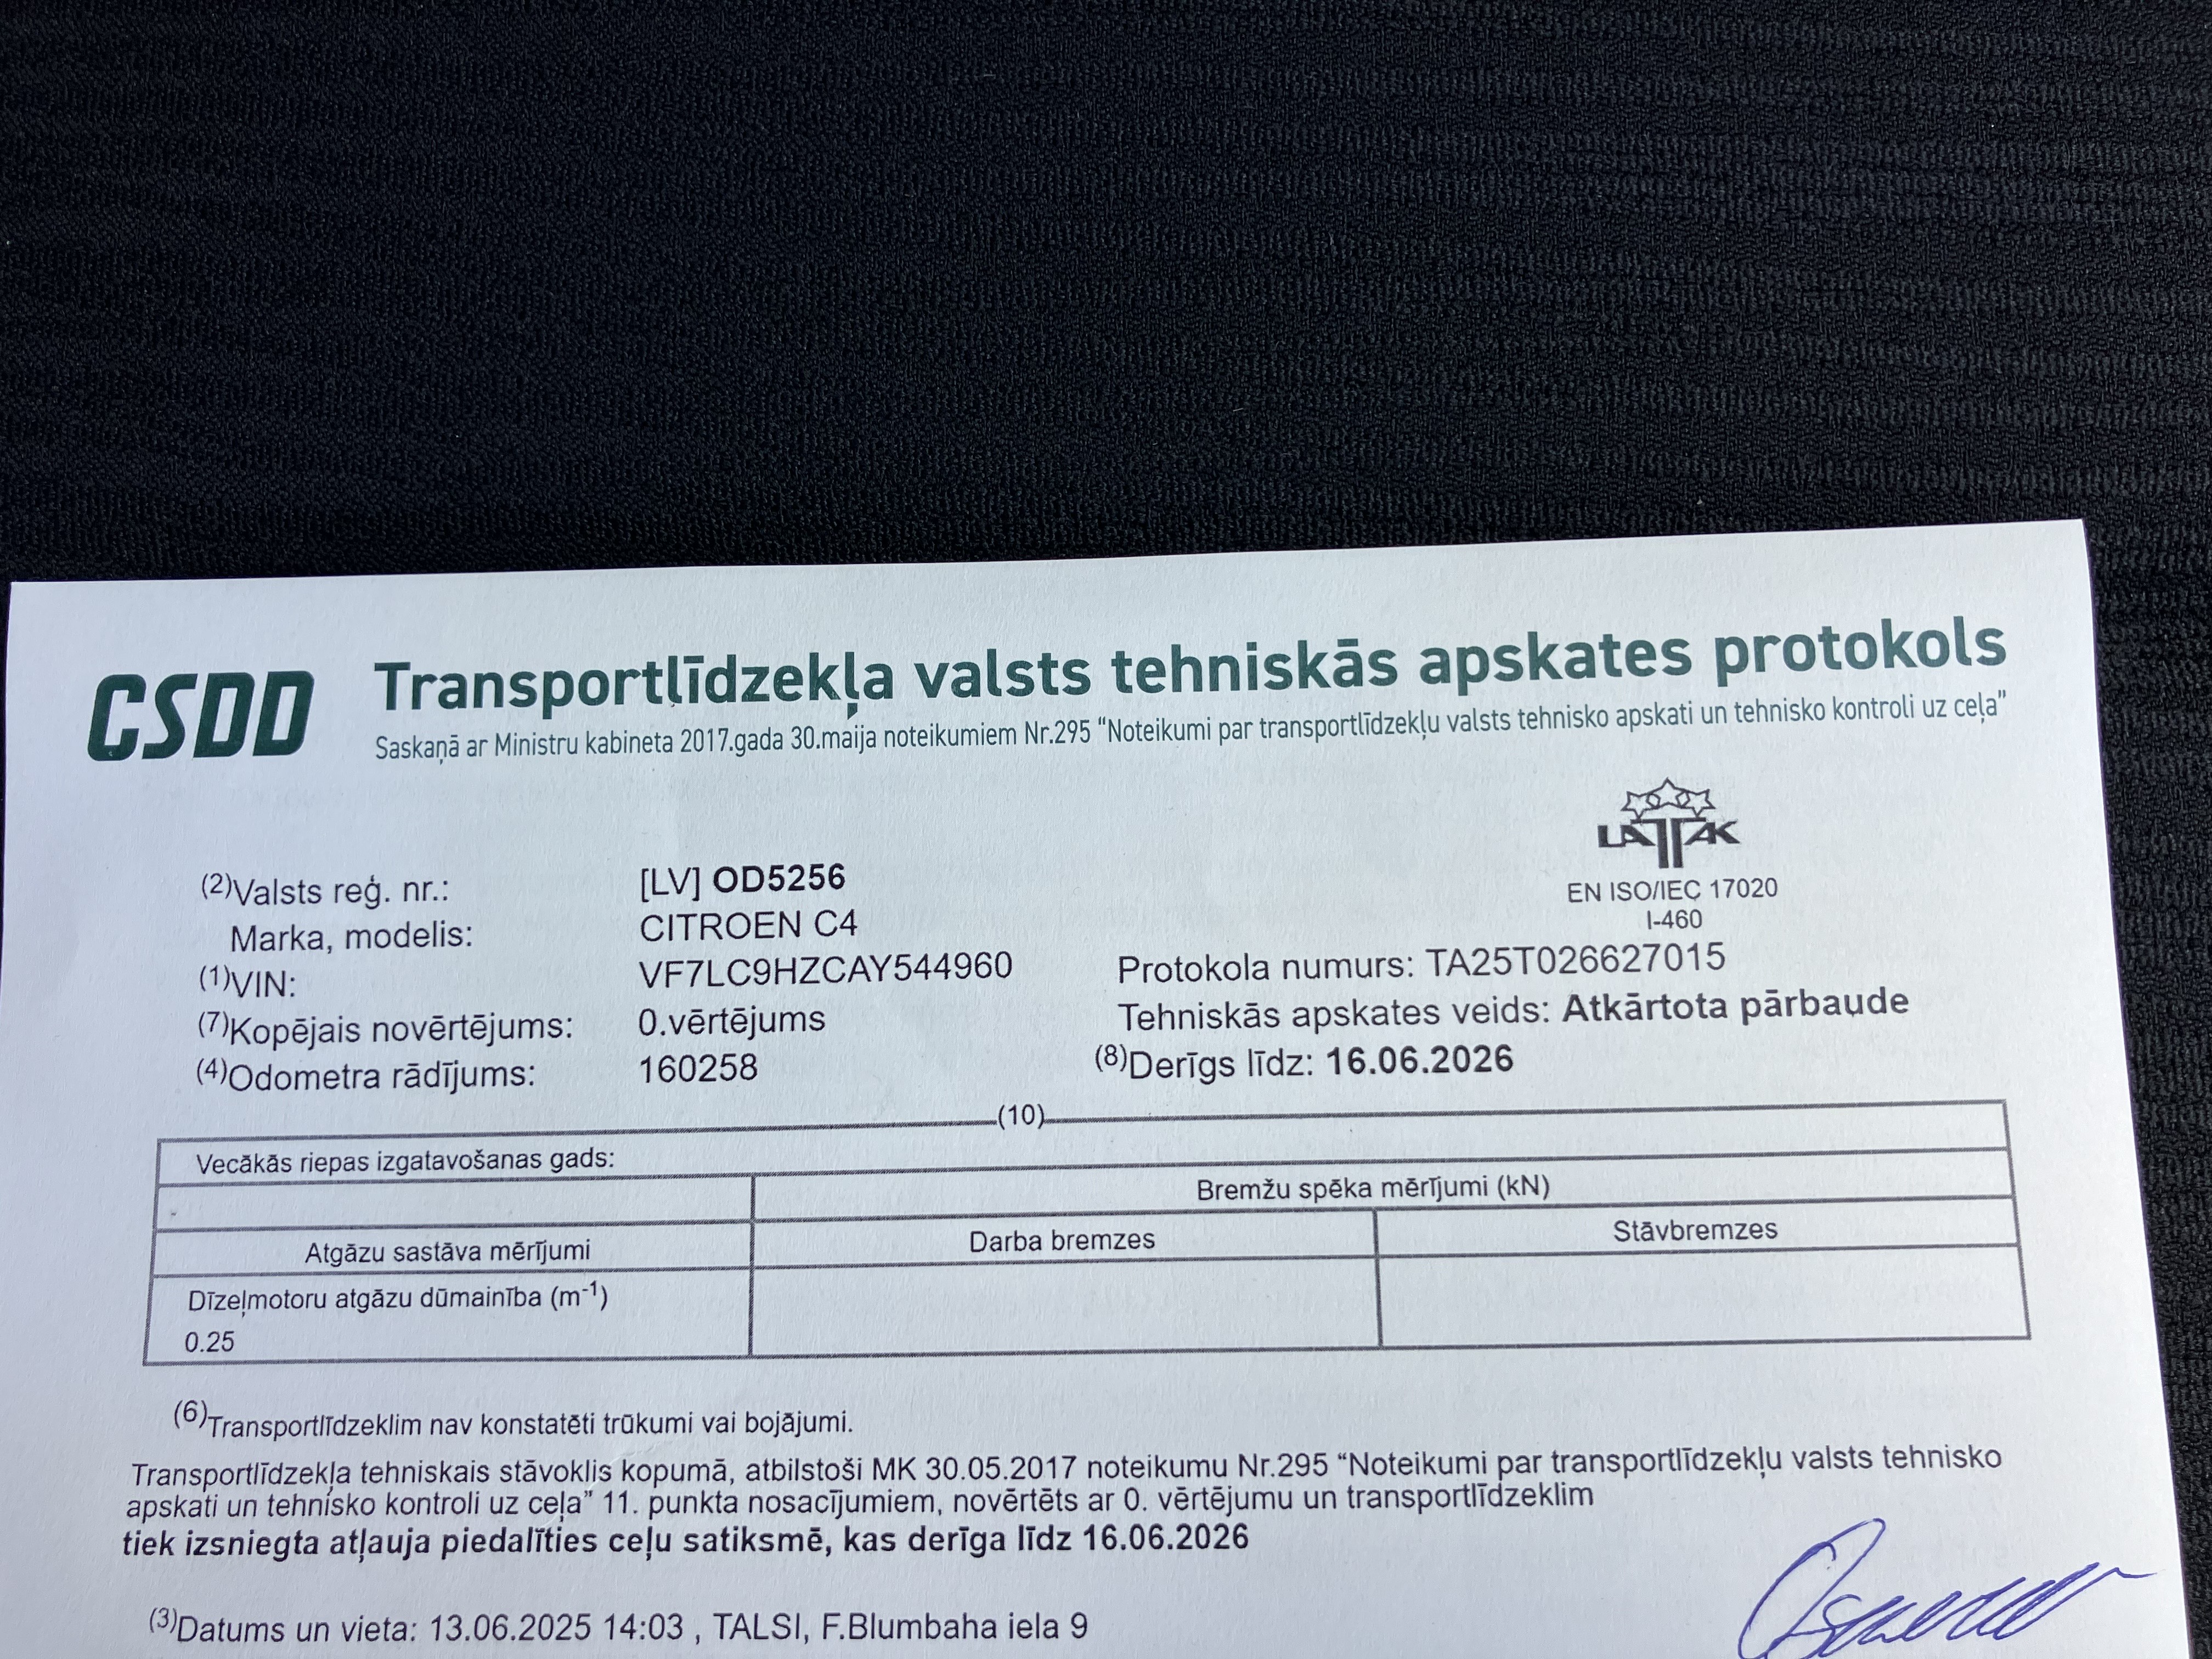 CSDD
Transportlīdzekļa valsts tehniskās apskates protokols
Saskaņā ar Ministru kabineta 2017.gada 30.maija noteikumiem Nr.295 “Noteikumi par transportlīdzekļu valsts tehnisko apskati un tehnisko kontroli uz ceļa”
LATAK
EN ISO/IEC 17020
I-460
(2)Valsts reģ. nr.: [LV] OD5256
Marka, modelis: CITROEN C4
(1)VIN: VF7LC9HZCAY544960
Protokola numurs: TA25T026627015
(7)Kopējais novērtējums: 0.vērtējums
Tehniskās apskates veids: Atkārtota pārbaude
(4)Odometra rādījums: 160258
(8)Derīgs līdz: 16.06.2026
(10)
Vecākās riepas izgatavošanas gads:
Bremžu spēka mērījumi (kN)
Atgāzu sastāva mērījumi
Darba bremzes
Stāvbremzes
Dīzeļmotoru atgāzu dūmainība (m-1)
0.25
(6)Transportlīdzeklim nav konstatēti trūkumi vai bojājumi.
Transportlīdzekļa tehniskais stāvoklis kopumā, atbilstoši MK 30.05.2017 noteikumu Nr.295 “Noteikumi par transportlīdzekļu valsts tehnisko
apskati un tehnisko kontroli uz ceļa” 11. punkta nosacījumiem, novērtēts ar 0. vērtējumu un transportlīdzeklim
tiek izsniegta atļauja piedalīties ceļu satiksmē, kas derīga līdz 16.06.2026
(3)Datums un vieta: 13.06.2025 14:03 , TALSI, F.Blumbaha iela 9